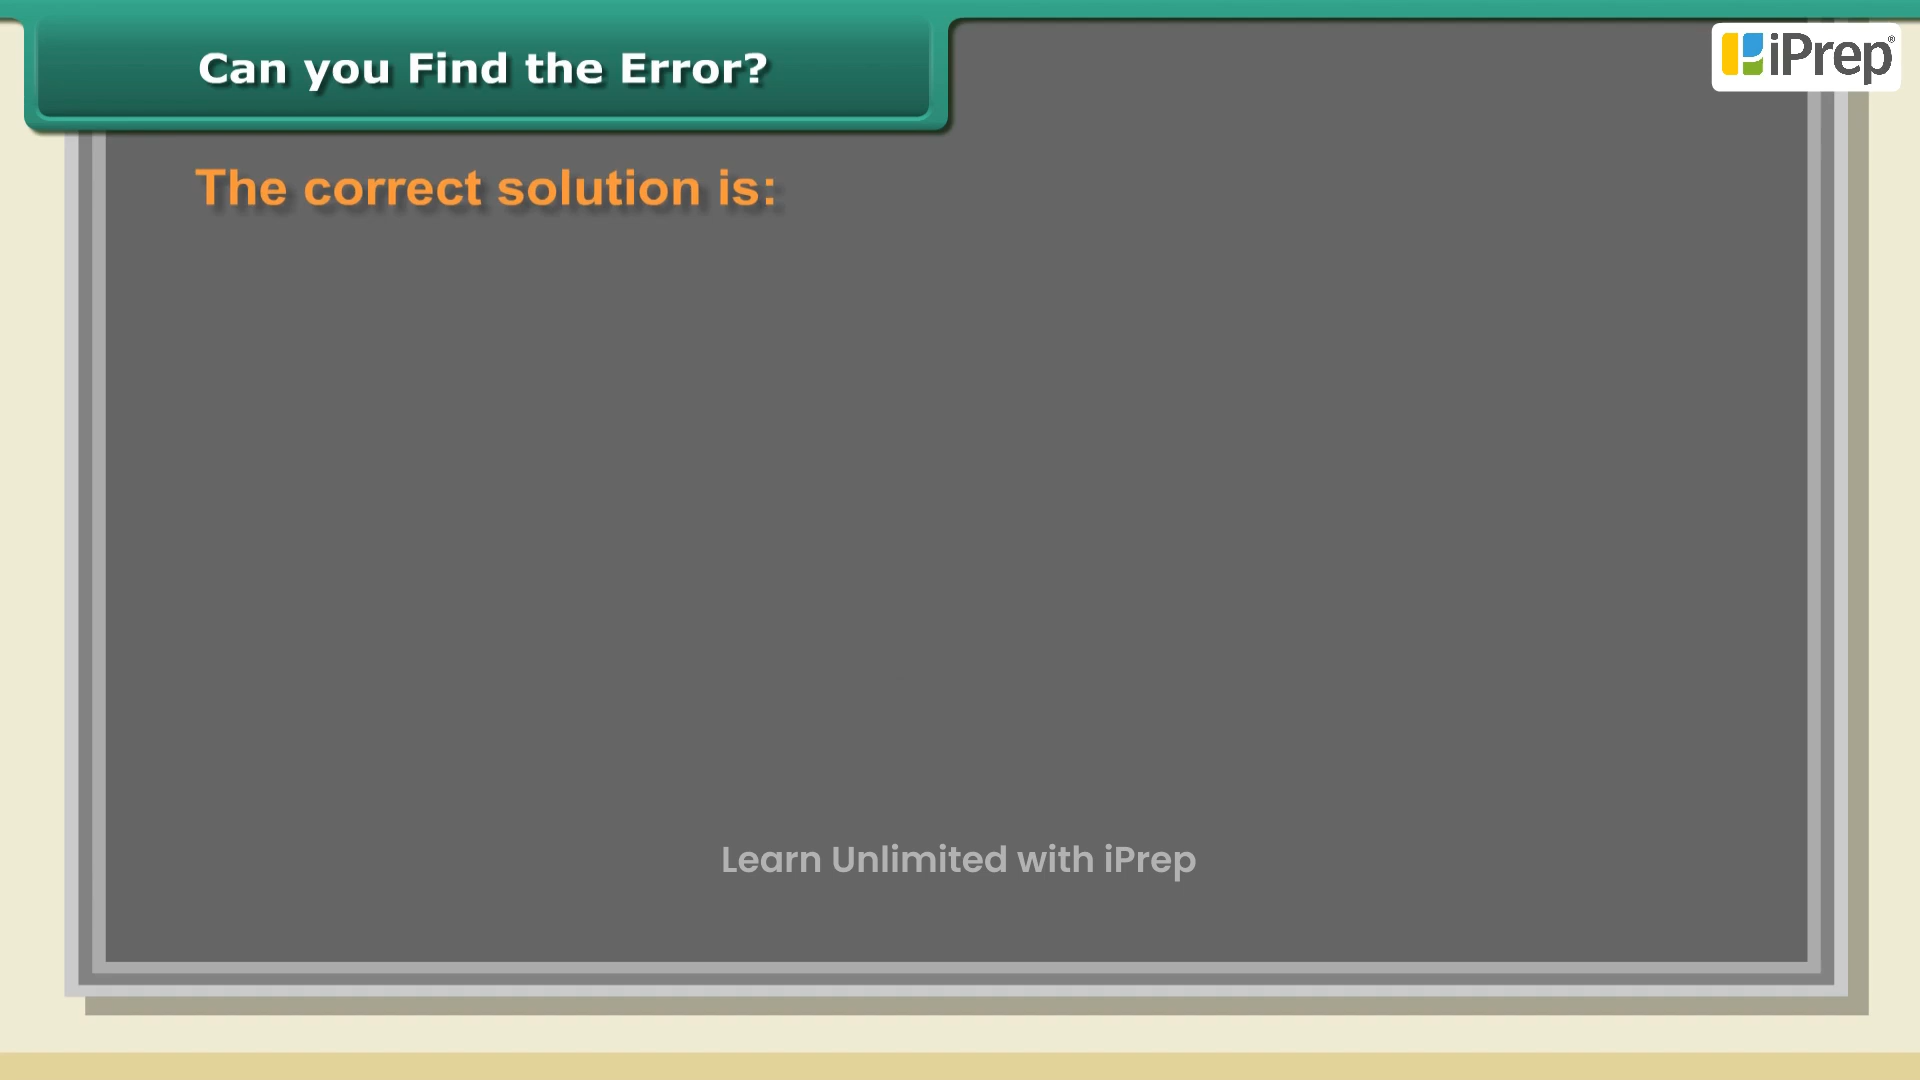 Can you Find the Error?
iPrep®
The correct solution is:
Learn Unlimited with iPrep